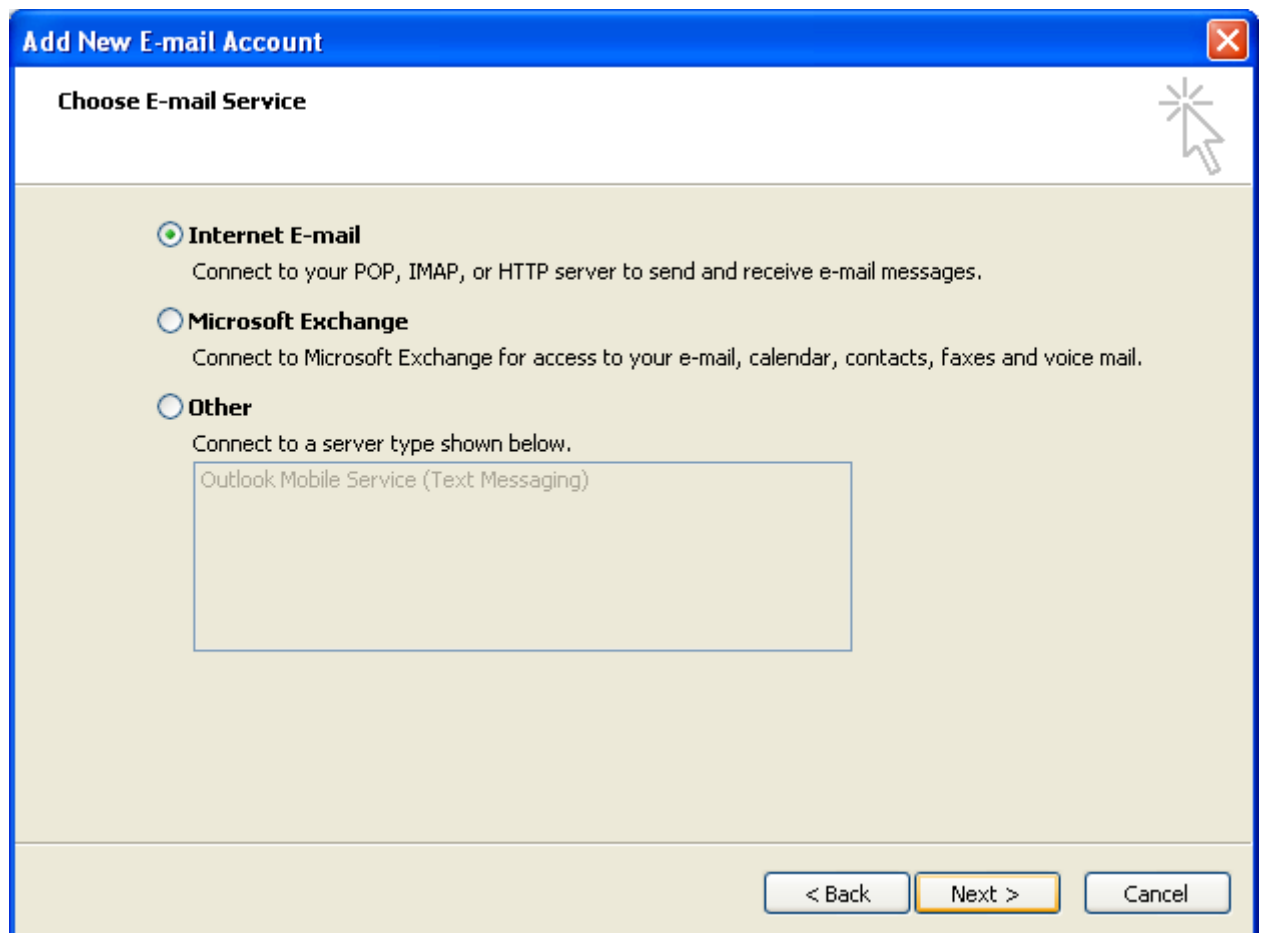 Add New E-mail Account
Choose E-mail Service
Internet E-mail
Connect to your POP, IMAP, or HTTP server to send and receive e-mail messages.
Microsoft Exchange
Connect to Microsoft Exchange for access to your e-mail, calendar, contacts, faxes and voice mail.
Other
Connect to a server type shown below.
Outlook Mobile Service (Text Messaging)
< Back Next > Cancel